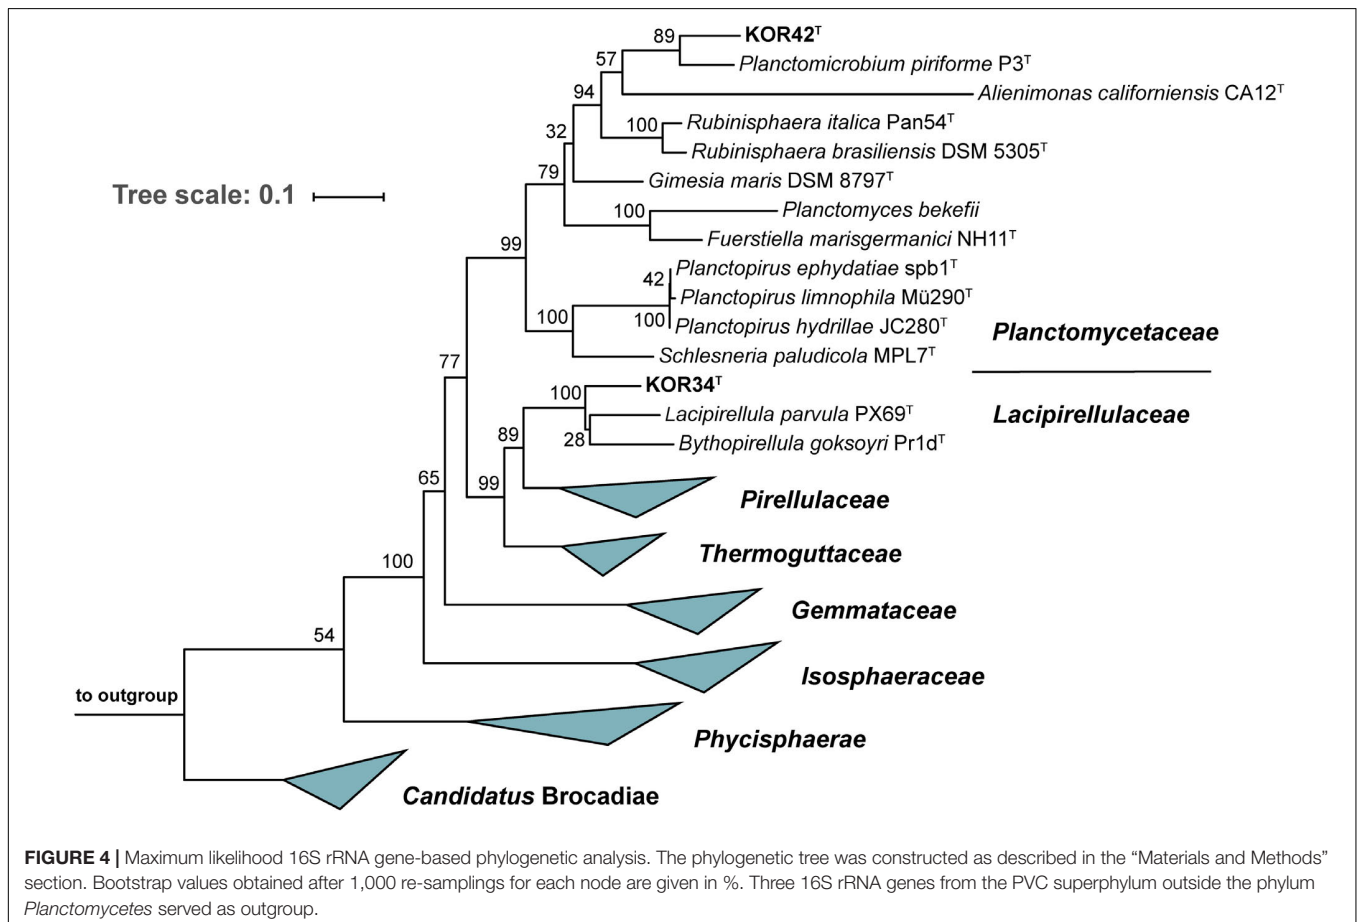 89
KOR42ᵀ
Planctomicrobium piriforme P3ᵀ
57
Alienimonas californiensis CA12ᵀ
94
100
Rubinisphaera italica Pan54ᵀ
Rubinisphaera brasiliensis DSM 5305ᵀ
32
Gimesia maris DSM 8797ᵀ
79
Tree scale: 0.1
100
Planctomyces bekefii
Fuerstiella marisgermanici NH11ᵀ
99
Planctopirus ephydatiae spb1ᵀ
42
Planctopirus limnophila Mü290ᵀ
100
100
Planctopirus hydrillae JC280ᵀ
Planctomycetaceae
Schlesneria paludicola MPL7ᵀ
77
KOR34ᵀ
100
Lacipirellula parvula PX69ᵀ
Lacipirellulaceae
89
28
Bythopirellula goksoyri Pr1dᵀ
65
99
Pirellulaceae
Thermoguttaceae
100
Gemmataceae
54
Isosphaeraceae
to outgroup
Phycisphaerae
Candidatus Brocadiae
FIGURE 4 | Maximum likelihood 16S rRNA gene-based phylogenetic analysis. The phylogenetic tree was constructed as described in the “Materials and Methods”
section. Bootstrap values obtained after 1,000 re-samplings for each node are given in %. Three 16S rRNA genes from the PVC superphylum outside the phylum
Planctomycetes served as outgroup.